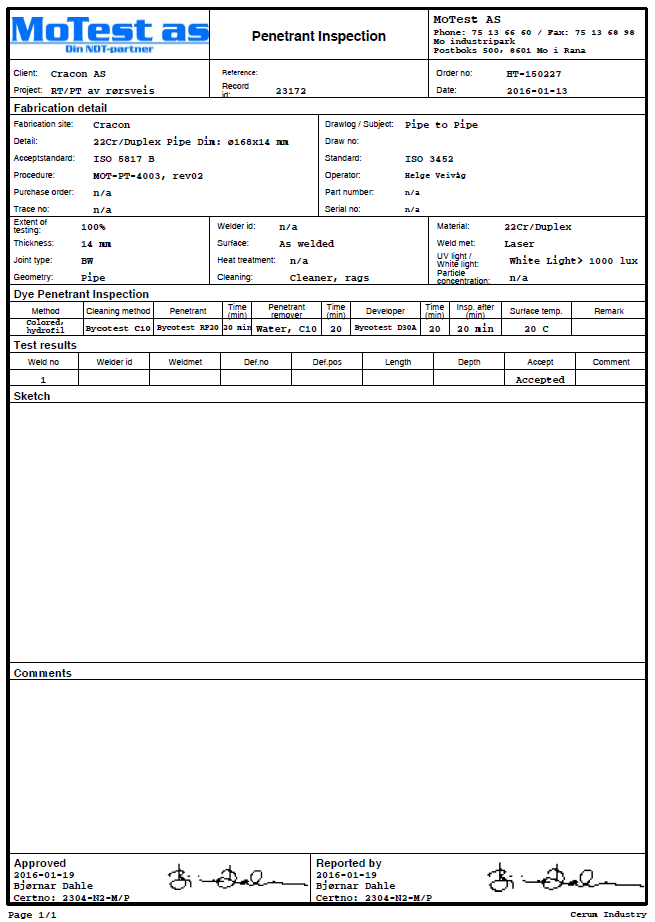 MoTest as
Din NDT-partner
Penetrant Inspection
MoTest AS
Phone: 75 13 66 60 / Fax: 75 13 68 98
Mo industripark
Postboks 500, 8601 Mo i Rana
Client: Cracon AS
Reference:
Order no: HT-150227
Project: RT/PT av rørsveis
Record id: 23172
Date: 2016-01-13
Fabrication detail
Fabrication site: Cracon
Drawlog / Subject: Pipe to Pipe
Detail: 22Cr/Duplex Pipe Dim: ø168x14 mm
Draw no:
Acceptstandard: ISO 5817 B
Standard: ISO 3452
Procedure: MOT-PT-4003, rev02
Operator: Helge Veivåg
Purchase order: n/a
Part number: n/a
Trace no: n/a
Serial no: n/a
Extent of testing: 100%
Welder id: n/a
Material: 22Cr/Duplex
Thickness: 14 mm
Surface: As welded
Weld met: Laser
Joint type: BW
Heat treatment: n/a
UV light / White light: White Light> 1000 lux
Geometry: Pipe
Cleaning: Cleaner, rags
Particle concentration: n/a
Dye Penetrant Inspection
Method Cleaning method Penetrant Time (min) Penetrant remover Time (min) Developer Time (min) Insp. after (min) Surface temp. Remark
Colored, hydrofil Bycotest C10 Bycotest RP20 20 min Water, C10 20 Bycotest D30A 20 20 min 20 C
Test results
Weld no Welder id Weldmet Def.no Def.pos Length Depth Accept Comment
1 Accepted
Sketch
Comments
Approved
2016-01-19
Bjørnar Dahle
Certno: 2304-N2-M/P
Reported by
2016-01-19
Bjørnar Dahle
Certno: 2304-N2-M/P
Page 1/1
Cerum Industry